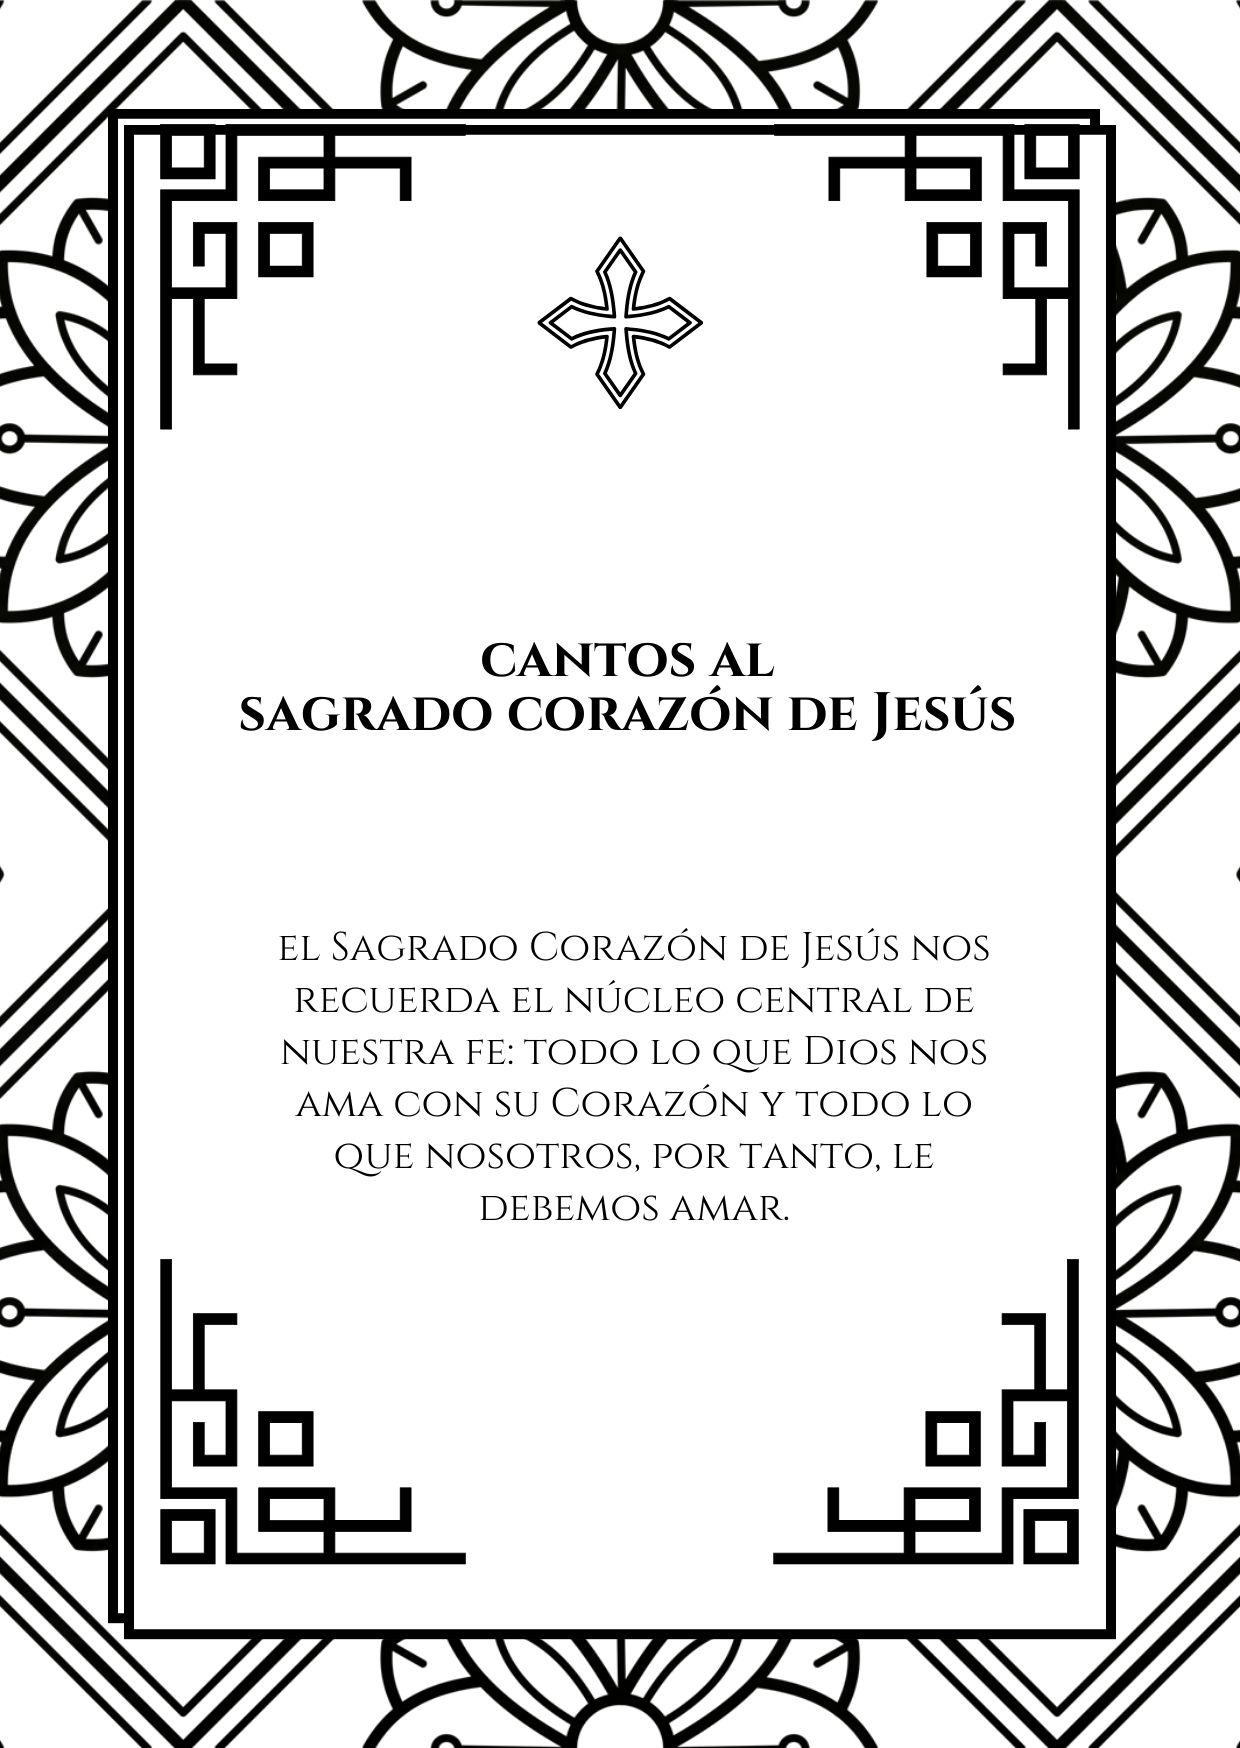 CANTOS AL
SAGRADO CORAZÓN DE JESÚS
EL SAGRADO CORAZÓN DE JESÚS NOS
RECUERDA EL NÚCLEO CENTRAL DE
NUESTRA FE: TODO LO QUE DIOS NOS
AMA CON SU CORAZÓN Y TODO LO
QUE NOSOTROS, POR TANTO, LE
DEBEMOS AMAR.